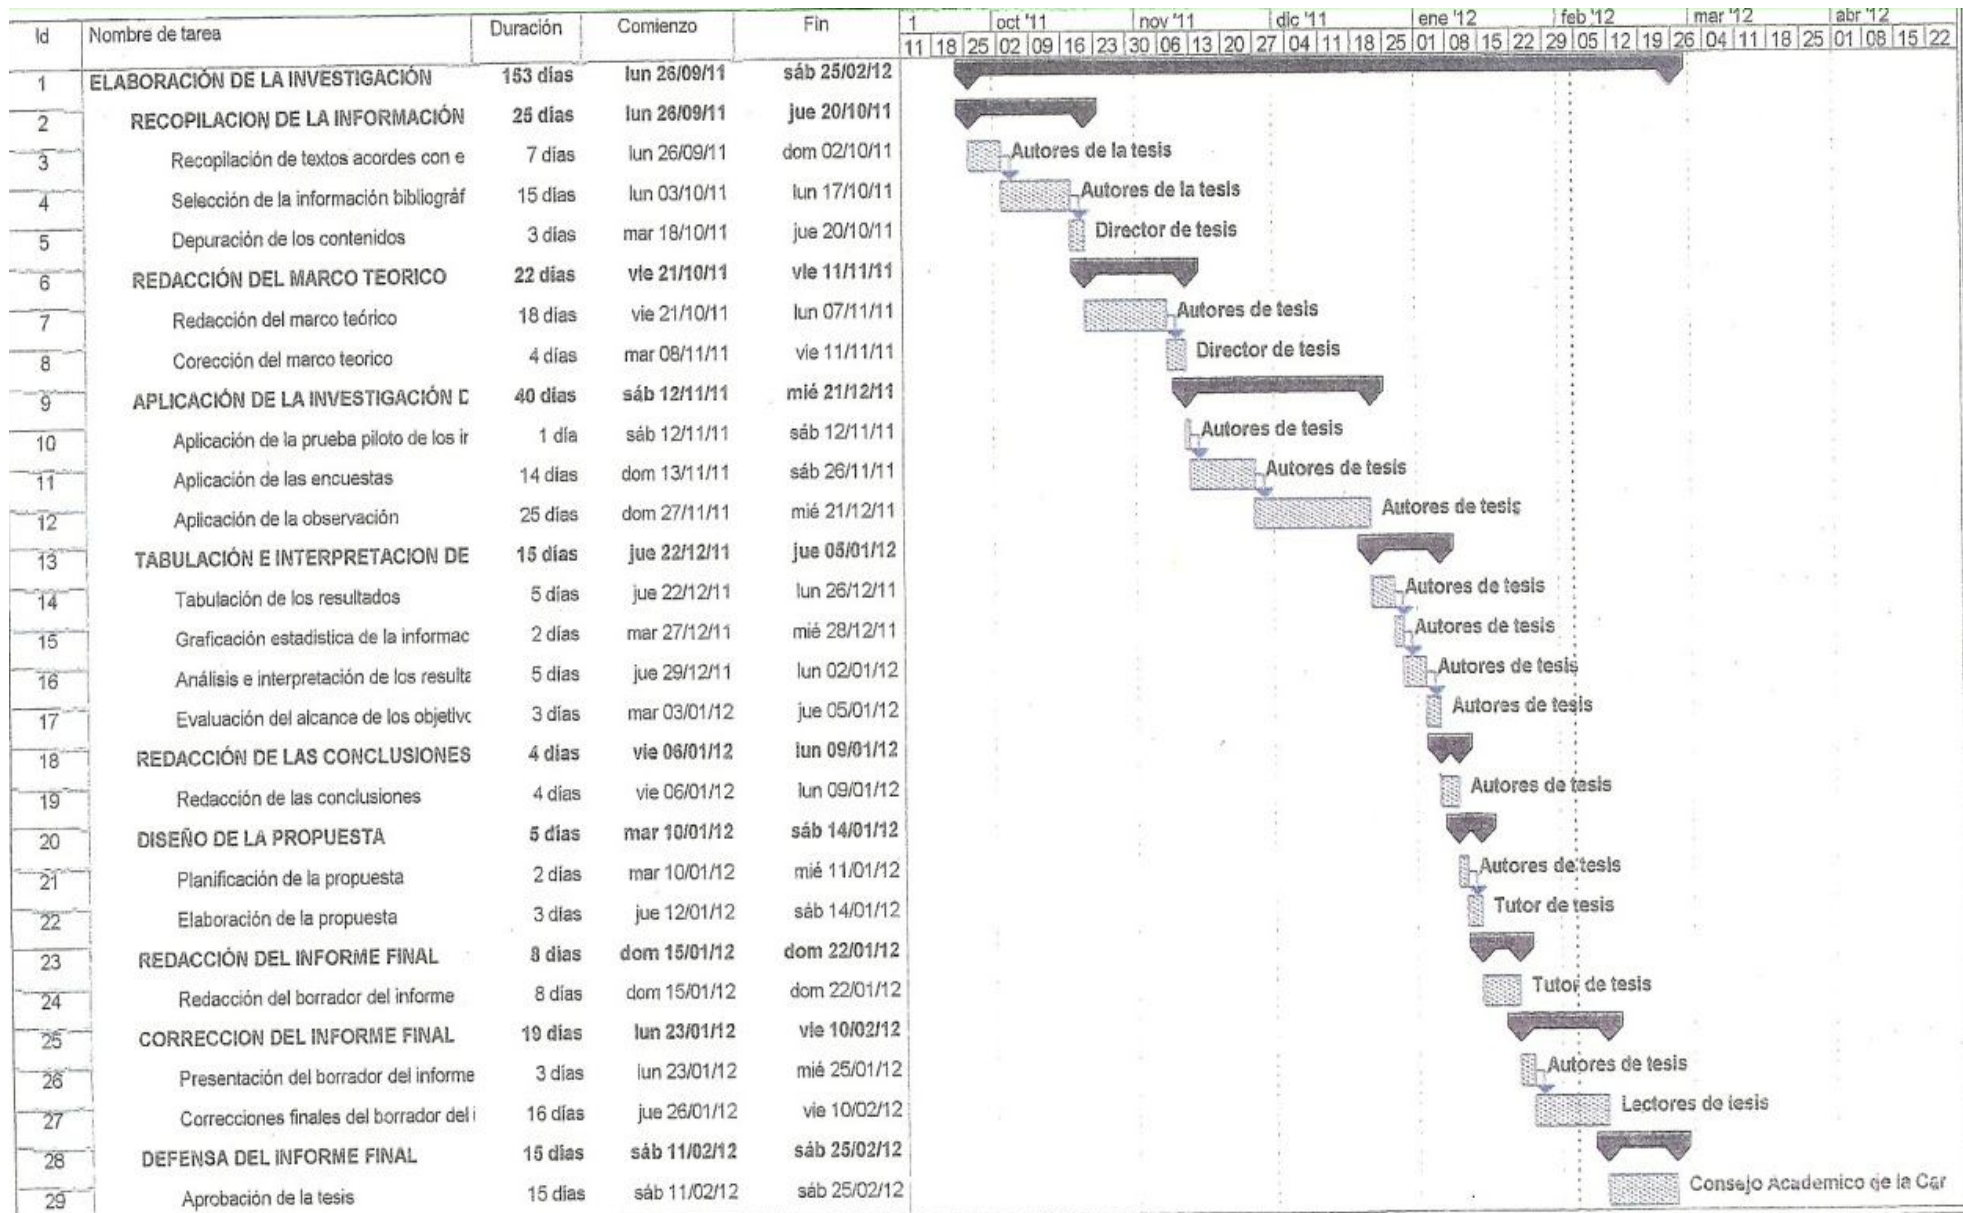 Id Nombre de tarea Duración Comienzo Fin 1 oct '11 nov '11 dic '11 ene '12 feb '12 mar '12 abr '12
11 18 25 02 09 16 23 30 06 13 20 27 04 11 18 25 01 08 15 22 29 05 12 19 26 04 11 18 25 01 08 15 22
1 ELABORACIÓN DE LA INVESTIGACIÓN 153 días lun 26/09/11 sáb 25/02/12
2 RECOPILACION DE LA INFORMACIÓN 25 días lun 26/09/11 jue 20/10/11
3 Recopilación de textos acordes con e 7 días lun 26/09/11 dom 02/10/11 Autores de la tesis
4 Selección de la información bibliográf 15 días lun 03/10/11 lun 17/10/11 Autores de la tesis
5 Depuración de los contenidos 3 días mar 18/10/11 jue 20/10/11 Director de tesis
6 REDACCIÓN DEL MARCO TEORICO 22 días vie 21/10/11 vie 11/11/11
7 Redacción del marco teórico 18 días vie 21/10/11 lun 07/11/11 Autores de tesis
8 Corección del marco teorico 4 días mar 08/11/11 vie 11/11/11 Director de tesis
9 APLICACIÓN DE LA INVESTIGACIÓN D 40 días sáb 12/11/11 mié 21/12/11
10 Aplicación de la prueba piloto de los ir 1 día sáb 12/11/11 sáb 12/11/11 Autores de tesis
11 Aplicación de las encuestas 14 días dom 13/11/11 sáb 26/11/11 Autores de tesis
12 Aplicación de la observación 25 días dom 27/11/11 mié 21/12/11 Autores de tesis
13 TABULACIÓN E INTERPRETACION DE 15 días jue 22/12/11 jue 05/01/12
14 Tabulación de los resultados 5 días jue 22/12/11 lun 26/12/11 Autores de tesis
15 Graficación estadistica de la informac 2 días mar 27/12/11 mié 28/12/11 Autores de tesis
16 Análisis e interpretación de los resulta 5 días jue 29/12/11 lun 02/01/12 Autores de tesis
17 Evaluación del alcance de los objetivo 3 días mar 03/01/12 jue 05/01/12 Autores de tesis
18 REDACCIÓN DE LAS CONCLUSIONES 4 días vie 06/01/12 lun 09/01/12
19 Redacción de las conclusiones 4 días vie 06/01/12 lun 09/01/12 Autores de tesis
20 DISEÑO DE LA PROPUESTA 5 días mar 10/01/12 sáb 14/01/12
21 Planificación de la propuesta 2 días mar 10/01/12 mié 11/01/12 Autores de tesis
22 Elaboración de la propuesta 3 días jue 12/01/12 sáb 14/01/12 Tutor de tesis
23 REDACCIÓN DEL INFORME FINAL 8 días dom 15/01/12 dom 22/01/12
24 Redacción del borrador del informe 8 días dom 15/01/12 dom 22/01/12 Tutor de tesis
25 CORRECCION DEL INFORME FINAL 19 días lun 23/01/12 vie 10/02/12
26 Presentación del borrador del informe 3 días lun 23/01/12 mié 25/01/12 Autores de tesis
27 Correcciones finales del borrador del i 16 días jue 26/01/12 vie 10/02/12 Lectores de tesis
28 DEFENSA DEL INFORME FINAL 15 días sáb 11/02/12 sáb 25/02/12
29 Aprobación de la tesis 15 días sáb 11/02/12 sáb 25/02/12 Consejo Academico de la Car